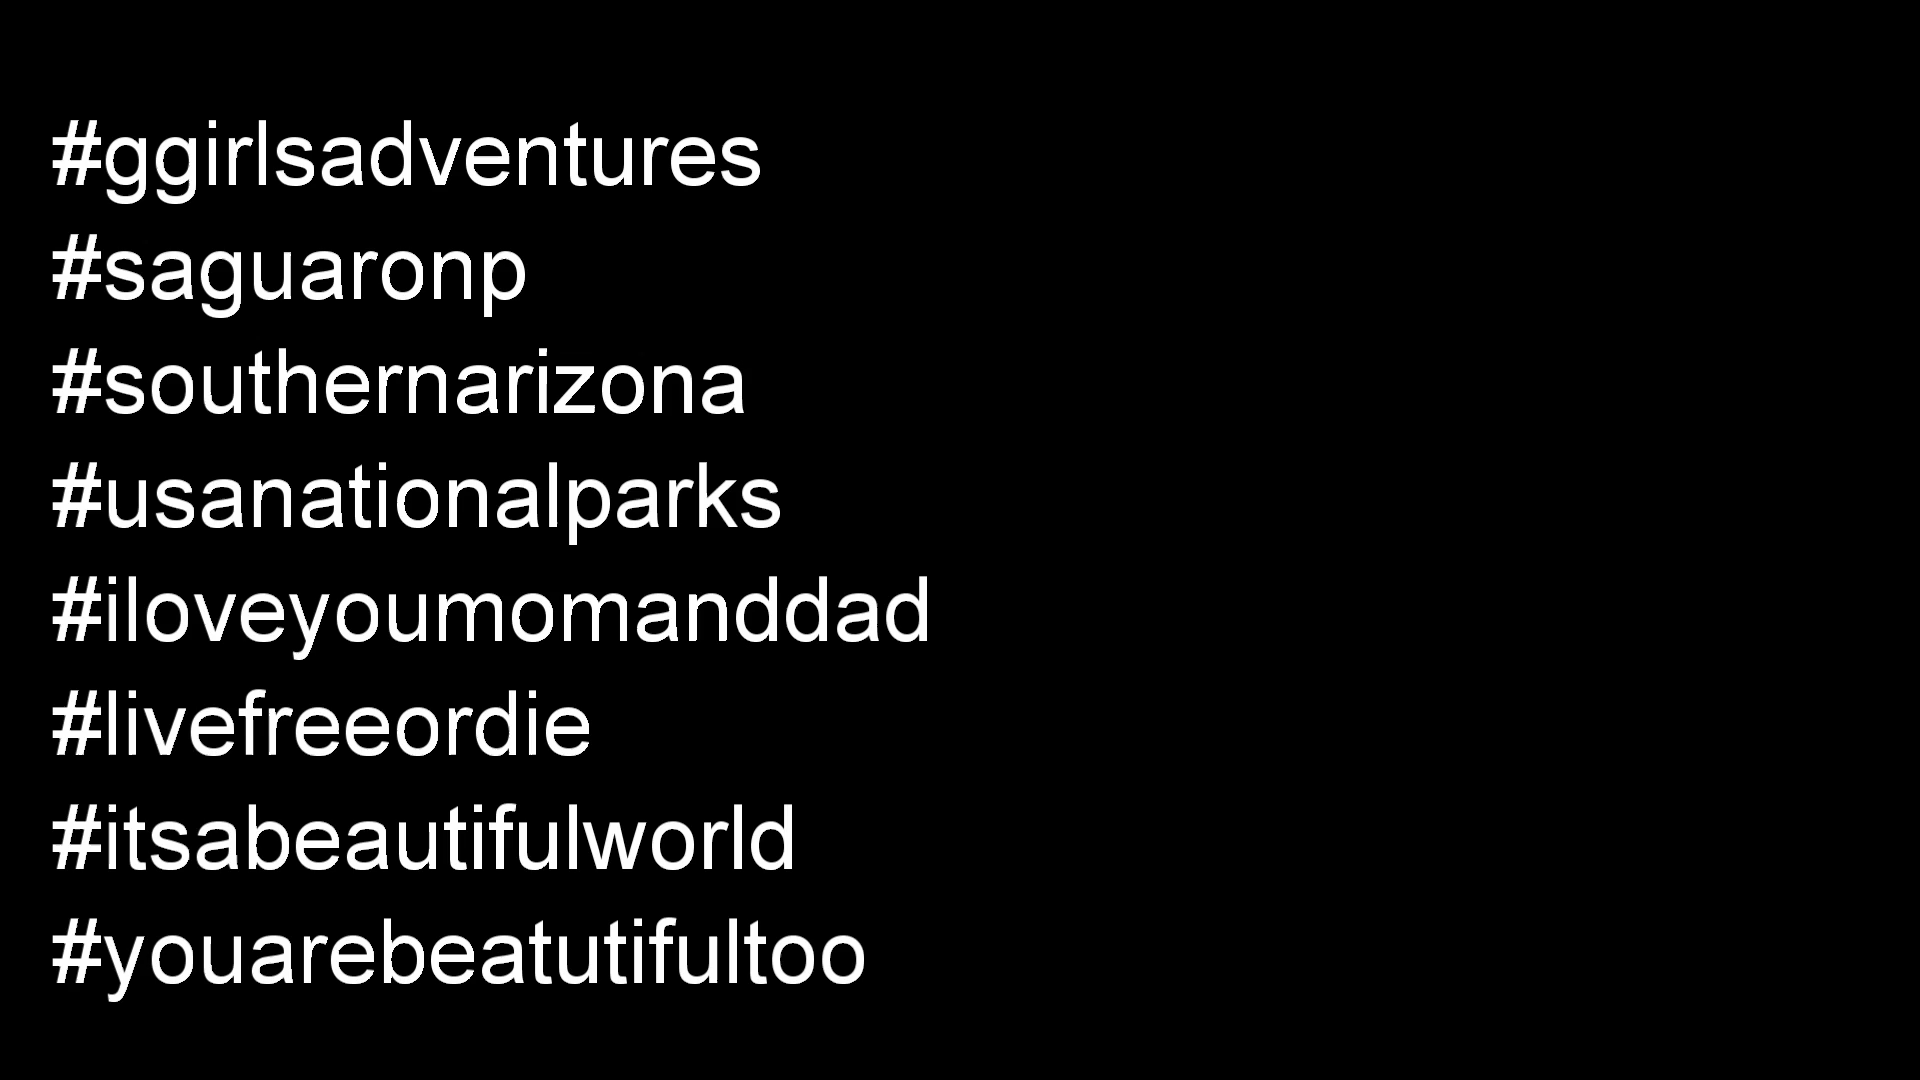 #ggirlsadventures
#saguaronp
#southernarizona
#usanationalparks
#iloveyoumomanddad
#livefreeordie
#itsabeautifulworld
#youarebeatutifultoo